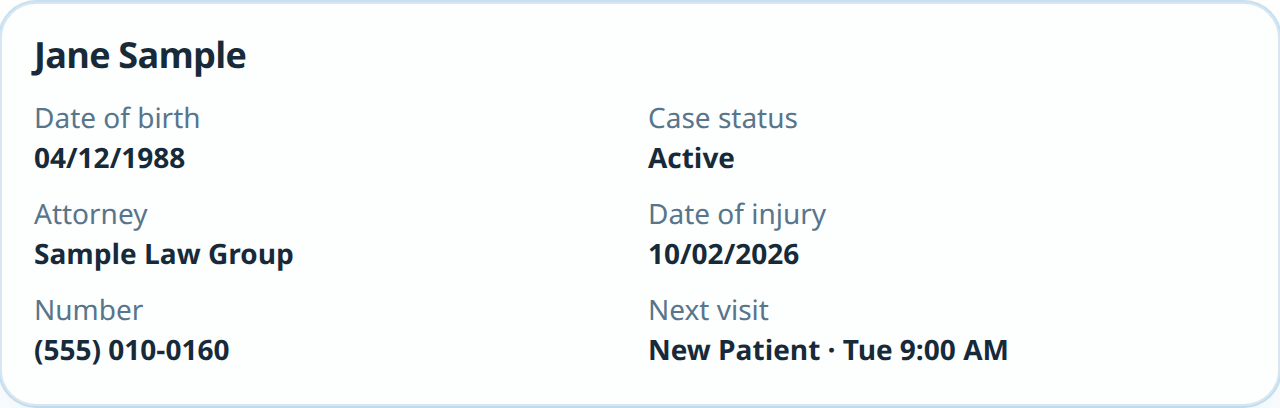 Jane Sample
Date of birth
04/12/1988
Case status
Active
Attorney
Sample Law Group
Date of injury
10/02/2026
Number
(555) 010-0160
Next visit
New Patient · Tue 9:00 AM